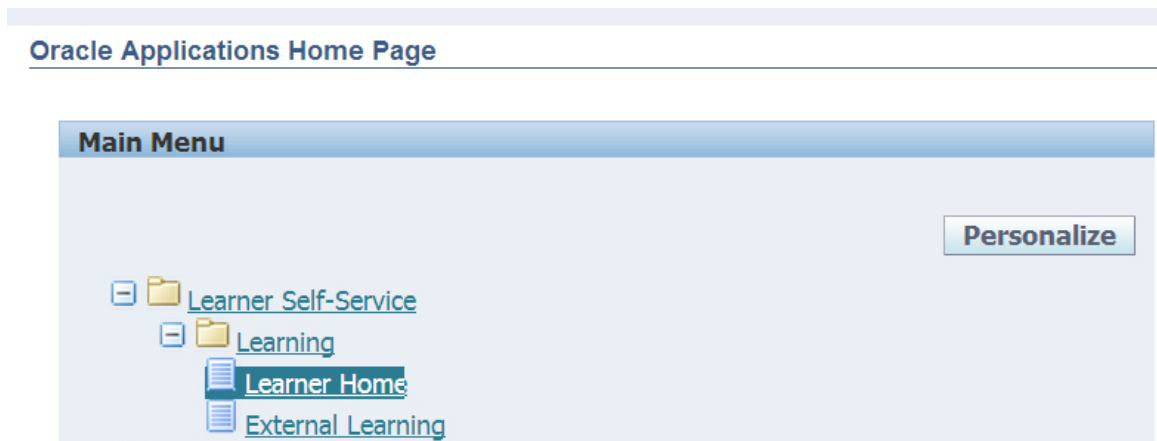 Oracle Applications Home Page
Main Menu
Personalize
Learner Self-Service
Learning
Learner Home
External Learning